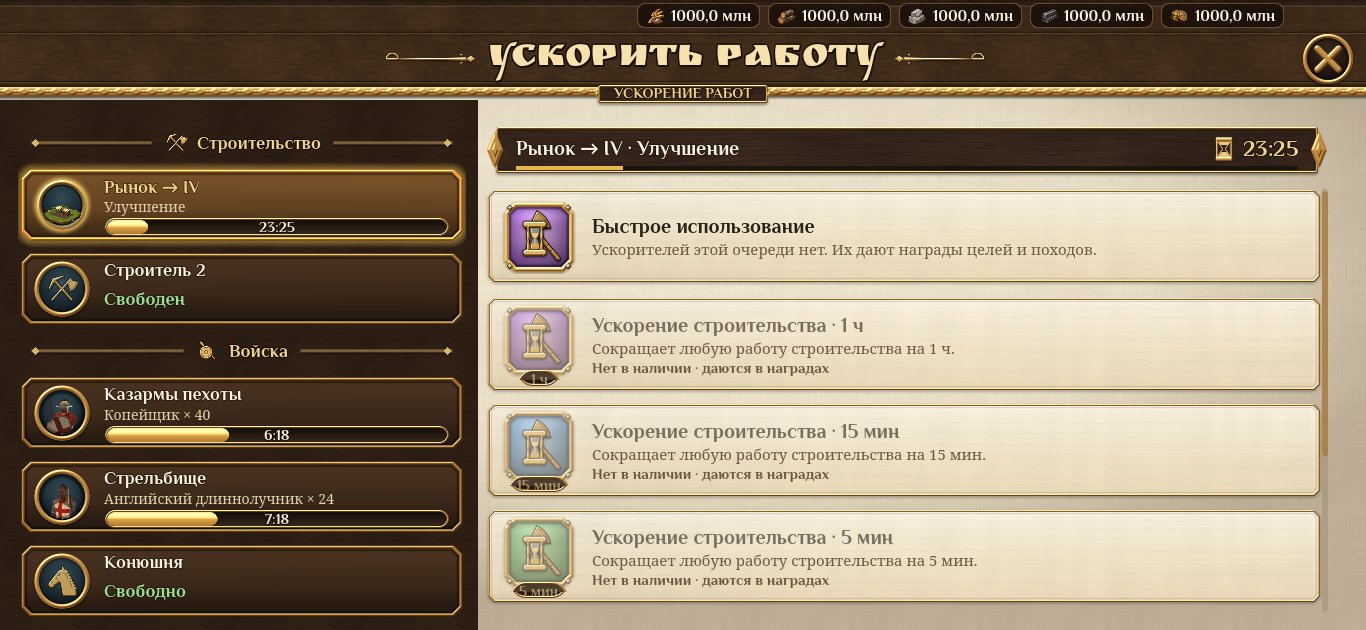 1000,0 млн 1000,0 млн 1000,0 млн 1000,0 млн 1000,0 млн
УСКОРИТЬ РАБОТУ
УСКОРЕНИЕ РАБОТ
Строительство
Рынок → IV
Улучшение
23:25
Строитель 2
Свободен
Войска
Казармы пехоты
Копейщик × 40
6:18
Стрельбище
Английский длиннолучник × 24
7:18
Конюшня
Свободно
Рынок → IV · Улучшение 23:25
Быстрое использование
Ускорителей этой очереди нет. Их дают награды целей и походов.
Ускорение строительства · 1 ч
Сокращает любую работу строительства на 1 ч.
Нет в наличии · даются в наградах
1 ч
Ускорение строительства · 15 мин
Сокращает любую работу строительства на 15 мин.
Нет в наличии · даются в наградах
15 мин
Ускорение строительства · 5 мин
Сокращает любую работу строительства на 5 мин.
Нет в наличии · даются в наградах
5 мин